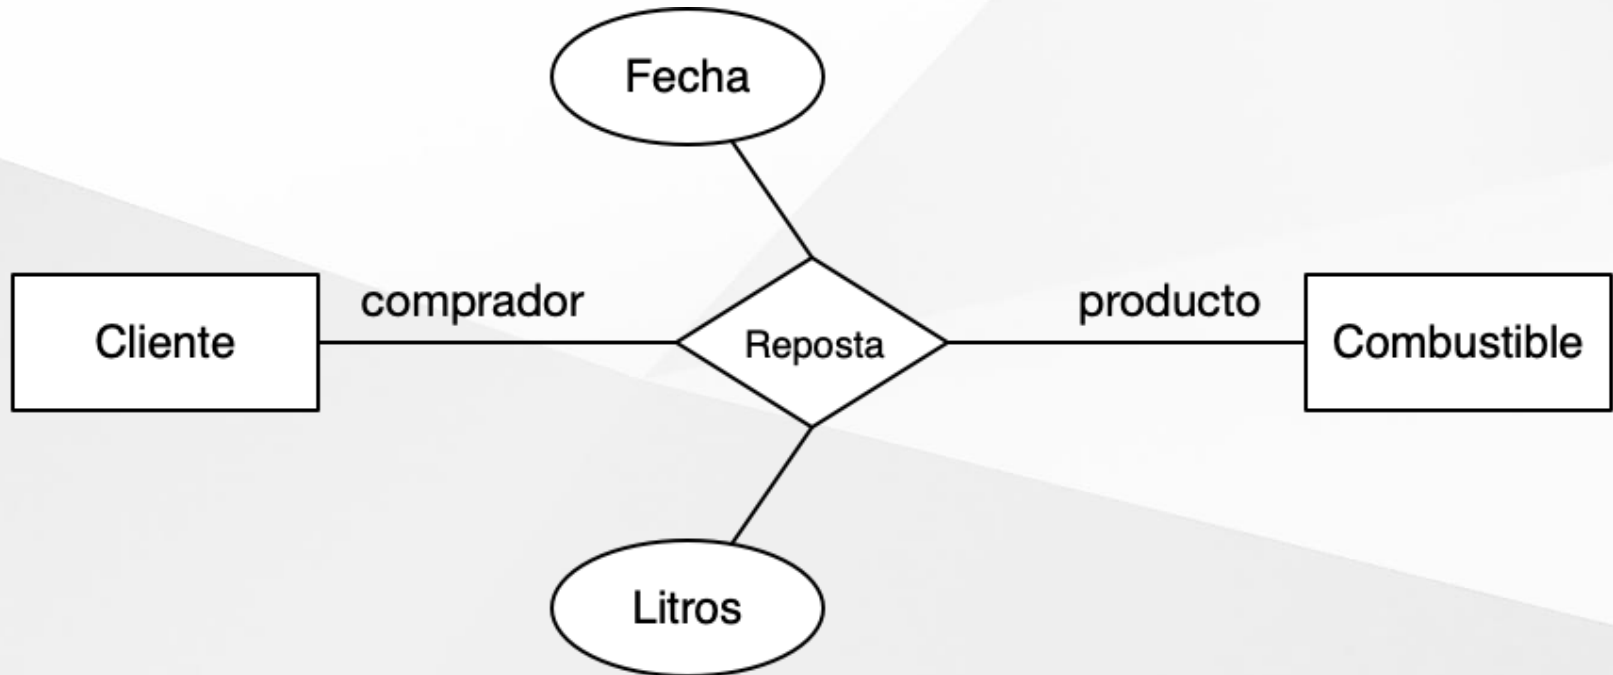 Fecha
comprador
producto
Cliente
Reposta
Combustible
Litros